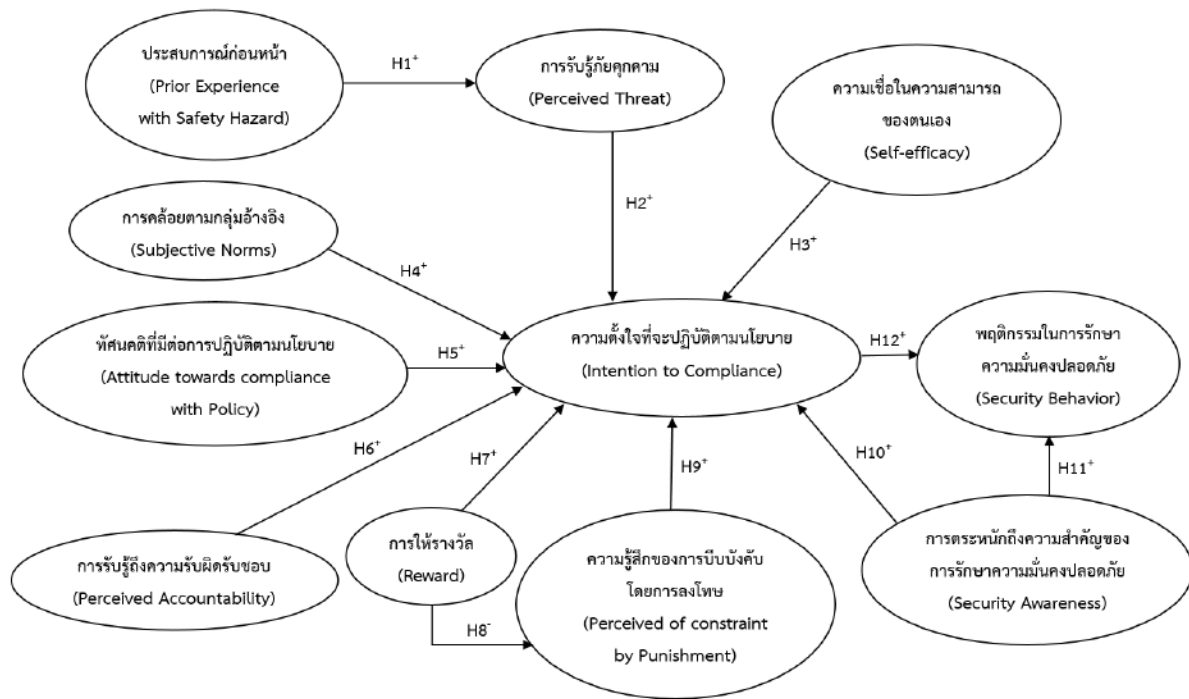 ประสบการณ์ก่อนหน้า
(Prior Experience
with Safety Hazard)
H1⁺
การรับรู้ภัยคุกคาม
(Perceived Threat)
ความเชื่อในความสามารถ
ของตนเอง
(Self-efficacy)
H2⁺
H3⁺
การคล้อยตามกลุ่มอ้างอิง
(Subjective Norms)
H4⁺
ทัศนคติที่มีต่อการปฏิบัติตามนโยบาย
(Attitude towards compliance
with Policy)
H5⁺
ความตั้งใจที่จะปฏิบัติตามนโยบาย
(Intention to Compliance)
H12⁺
พฤติกรรมในการรักษา
ความมั่นคงปลอดภัย
(Security Behavior)
H6⁺
H7⁺
H9⁺
H10⁺
H11⁺
การรับรู้ถึงความรับผิดรับชอบ
(Perceived Accountability)
การให้รางวัล
(Reward)
H8⁻
ความรู้สึกของการบีบบังคับ
โดยการลงโทษ
(Perceived of constraint
by Punishment)
การตระหนักถึงความสำคัญของ
การรักษาความมั่นคงปลอดภัย
(Security Awareness)